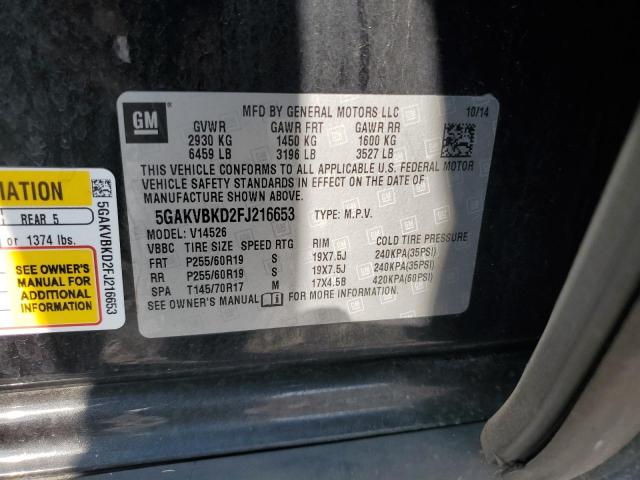 GM
MFD BY GENERAL MOTORS LLC 10/14
GVWR GAWR FRT GAWR RR
2930 KG 1450 KG 1600 KG
6459 LB 3196 LB 3527 LB
THIS VEHICLE CONFORMS TO ALL APPLICABLE U.S. FEDERAL MOTOR
VEHICLE SAFETY STANDARDS IN EFFECT ON THE DATE OF
MANUFACTURE SHOWN ABOVE.
5GAKVBKD2FJ216653 TYPE: M.P.V.
MODEL: V14526
VBBC TIRE SIZE SPEED RTG RIM COLD TIRE PRESSURE
FRT P255/60R19 S 19X7.5J 240KPA(35PSI)
RR P255/60R19 S 19X7.5J 240KPA(35PSI)
SPA T145/70R17 M 17X4.5B 420KPA(60PSI)
SEE OWNER'S MANUAL FOR MORE INFORMATION.
REAR 5
or 1374 lbs.
SEE OWNER'S
MANUAL FOR
ADDITIONAL
INFORMATION
5GAKVBKD2FJ216653